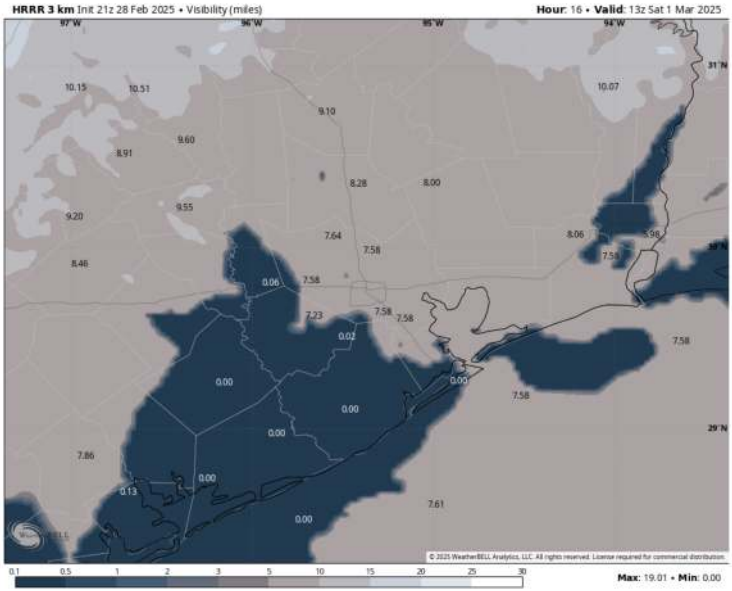 HRRR 3 km Init 21z 28 Feb 2025 • Visibility (miles)
Hour: 16 • Valid: 13z Sat 1 Mar 2025
97°W 96°W 95°W 94°W
31°N
10.15 10.51 10.07
9.10
9.60
8.91
8.28 8.00
9.55
9.20
7.64 8.06 5.98
7.58 7.58 30°N
8.46
0.06 7.58
7.23 7.58 7.58
0.02 7.58
0.00 0.00
7.58
0.00
0.00 29°N
7.86
0.00
0.13
7.61
0.00
© 2025 WeatherBELL Analytics, LLC. All rights reserved. License required for commercial distribution.
0.1 0.5 1 2 3 5 10 15 20 25 30
Max: 19.01 • Min: 0.00